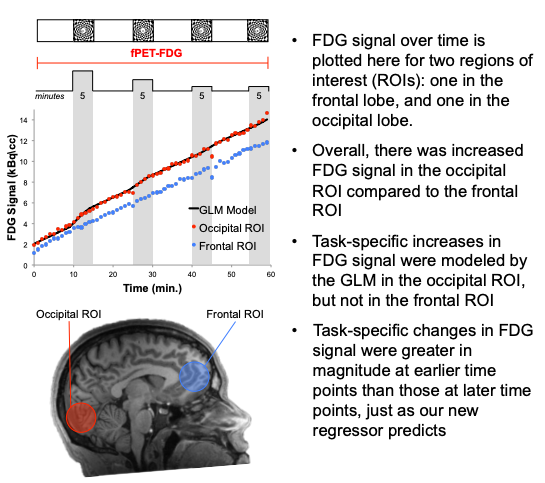 fPET-FDG
minutes 5 5 5 5
14
12
10
8
6
4
2
0
FDG Signal (kBq\cc)
GLM Model
Occipital ROI
Frontal ROI
0 10 20 30 40 50 60
Time (min.)
Occipital ROI
Frontal ROI
• FDG signal over time is
plotted here for two regions of
interest (ROIs): one in the
frontal lobe, and one in the
occipital lobe.
• Overall, there was increased
FDG signal in the occipital
ROI compared to the frontal
ROI
• Task-specific increases in
FDG signal were modeled by
the GLM in the occipital ROI,
but not in the frontal ROI
• Task-specific changes in FDG
signal were greater in
magnitude at earlier time
points than those at later time
points, just as our new
regressor predicts